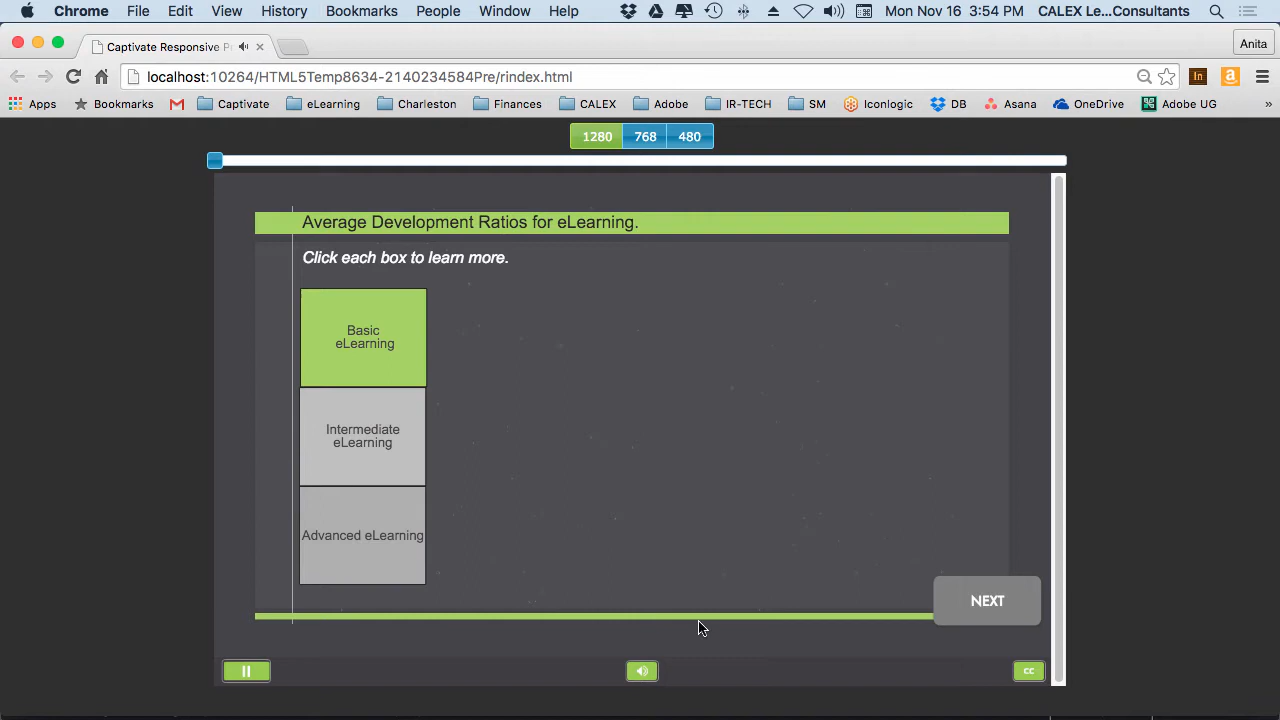 Chrome File Edit View History Bookmarks People Window Help Mon Nov 16 3:54 PM CALEX Le...Consultants
Captivate Responsive P Anita
localhost:10264/HTML5Temp8634-2140234584Pre/rindex.html In a
Apps Bookmarks Captivate eLearning Charleston Finances CALEX Adobe IR-TECH SM Iconlogic DB Asana OneDrive Adobe UG »
1280 768 480
Average Development Ratios for eLearning.
Click each box to learn more.
Basic
eLearning
Intermediate
eLearning
Advanced eLearning
NEXT
CC